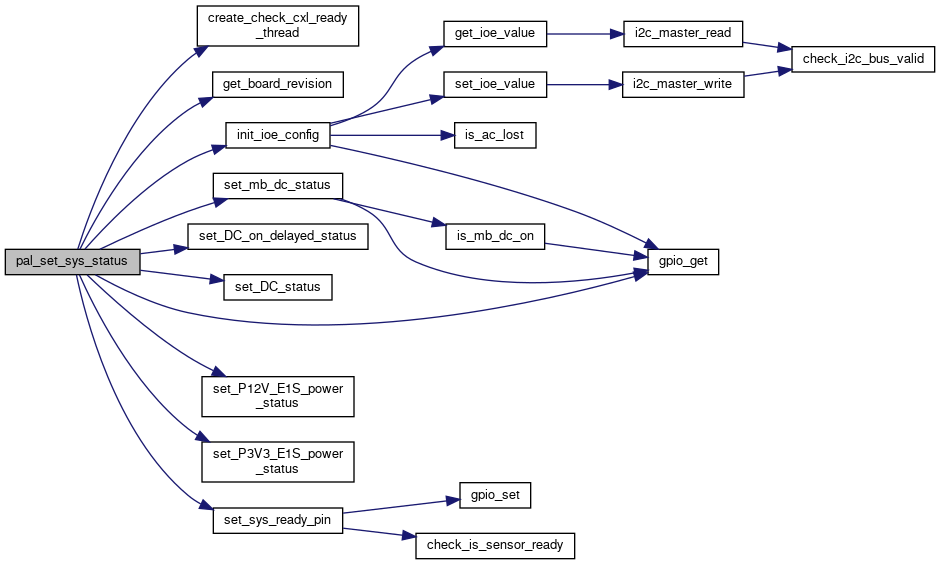 create_check_cxl_ready
_thread
get_ioe_value
i2c_master_read
check_i2c_bus_valid
get_board_revision
set_ioe_value
i2c_master_write
init_ioe_config
is_ac_lost
set_mb_dc_status
set_DC_on_delayed_status
is_mb_dc_on
pal_set_sys_status
gpio_get
set_DC_status
set_P12V_E1S_power
_status
set_P3V3_E1S_power
_status
gpio_set
set_sys_ready_pin
check_is_sensor_ready